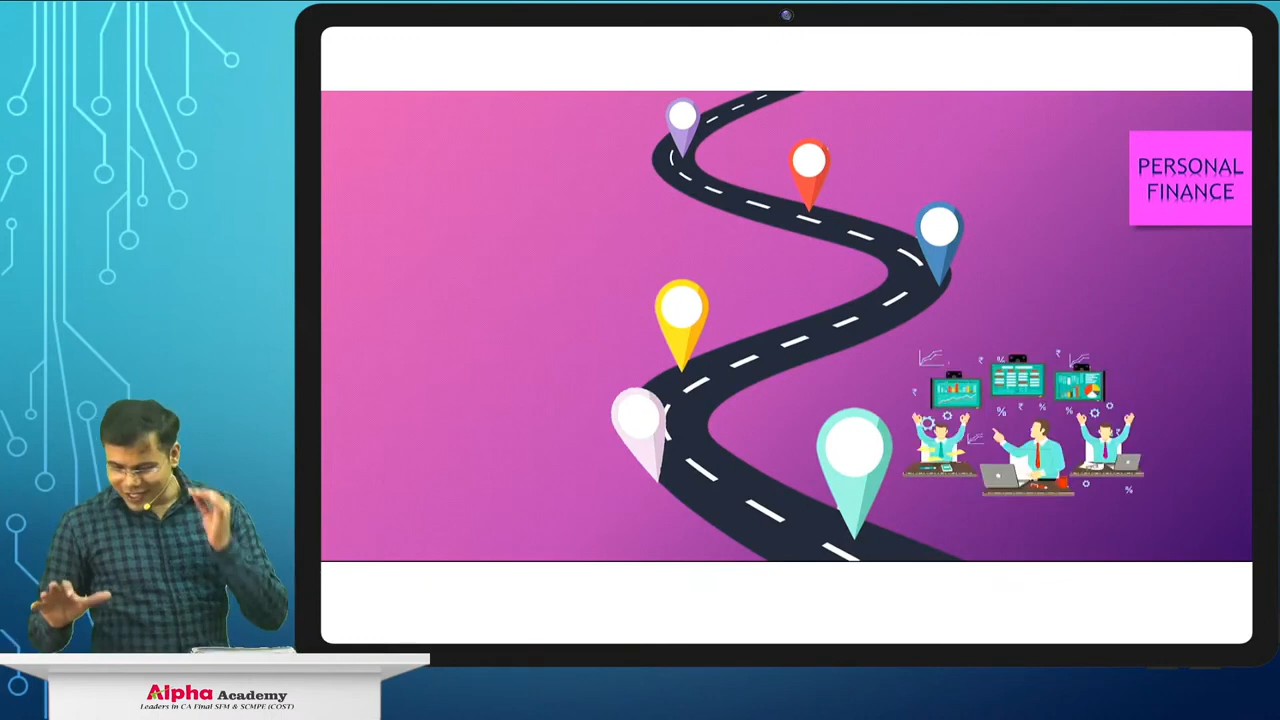 PERSONAL
FINANCE
Alpha Academy
Leaders in CA Final SFM & SCMPE (COST)